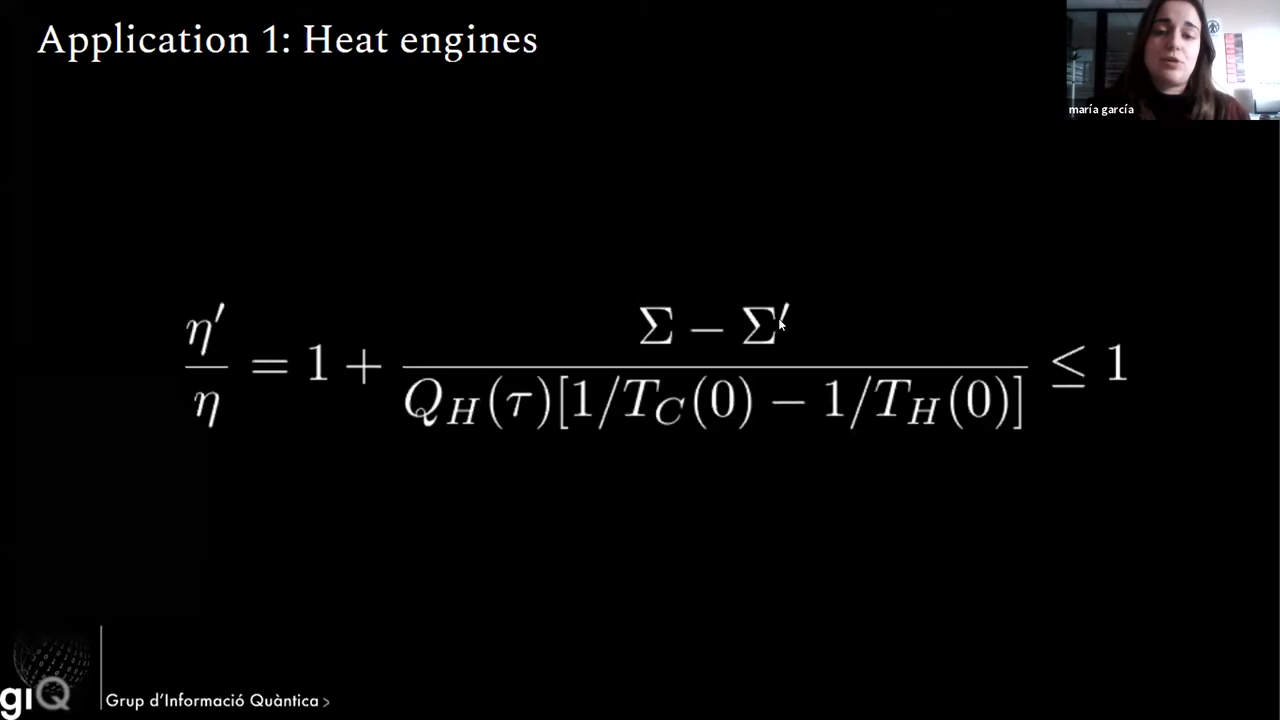 Application 1: Heat engines
maría garcía
η′/η = 1 + (Σ − Σ′)/(Q_H(τ)[1/T_C(0) − 1/T_H(0)]) ≤ 1
giQ
Grup d'Informació Quàntica >